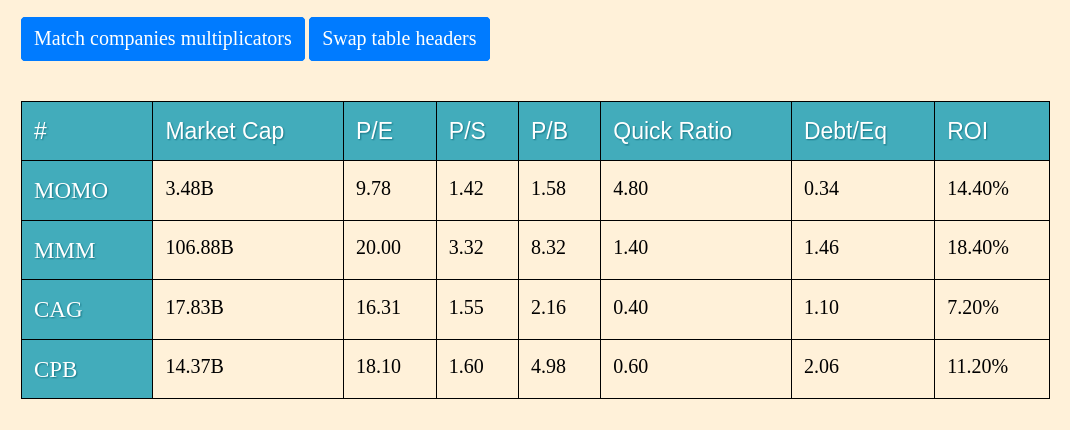 Match companies multiplicators Swap table headers
# Market Cap P/E P/S P/B Quick Ratio Debt/Eq ROI
MOMO 3.48B 9.78 1.42 1.58 4.80 0.34 14.40%
MMM 106.88B 20.00 3.32 8.32 1.40 1.46 18.40%
CAG 17.83B 16.31 1.55 2.16 0.40 1.10 7.20%
CPB 14.37B 18.10 1.60 4.98 0.60 2.06 11.20%